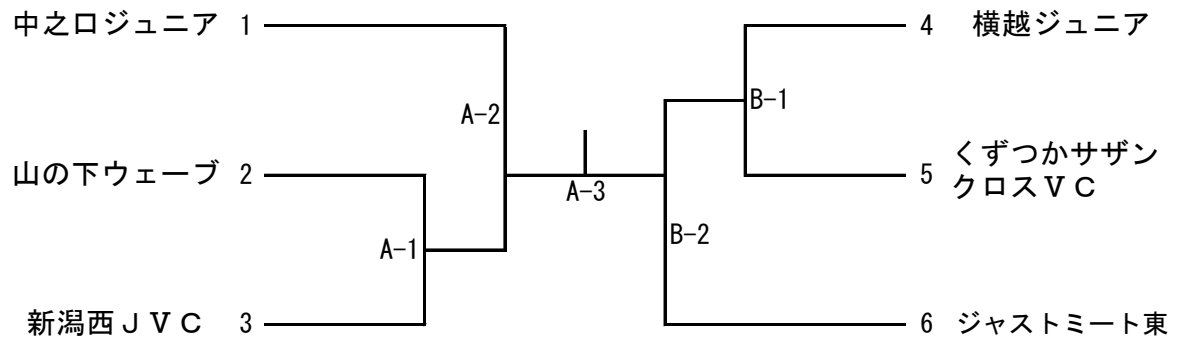 中之口ジュニア 1
A-2
山の下ウェーブ 2
A-1
新潟西ＪＶＣ 3
A-3
4 横越ジュニア
B-1
5 くずつかサザン
クロスＶＣ
B-2
6 ジャストミート東